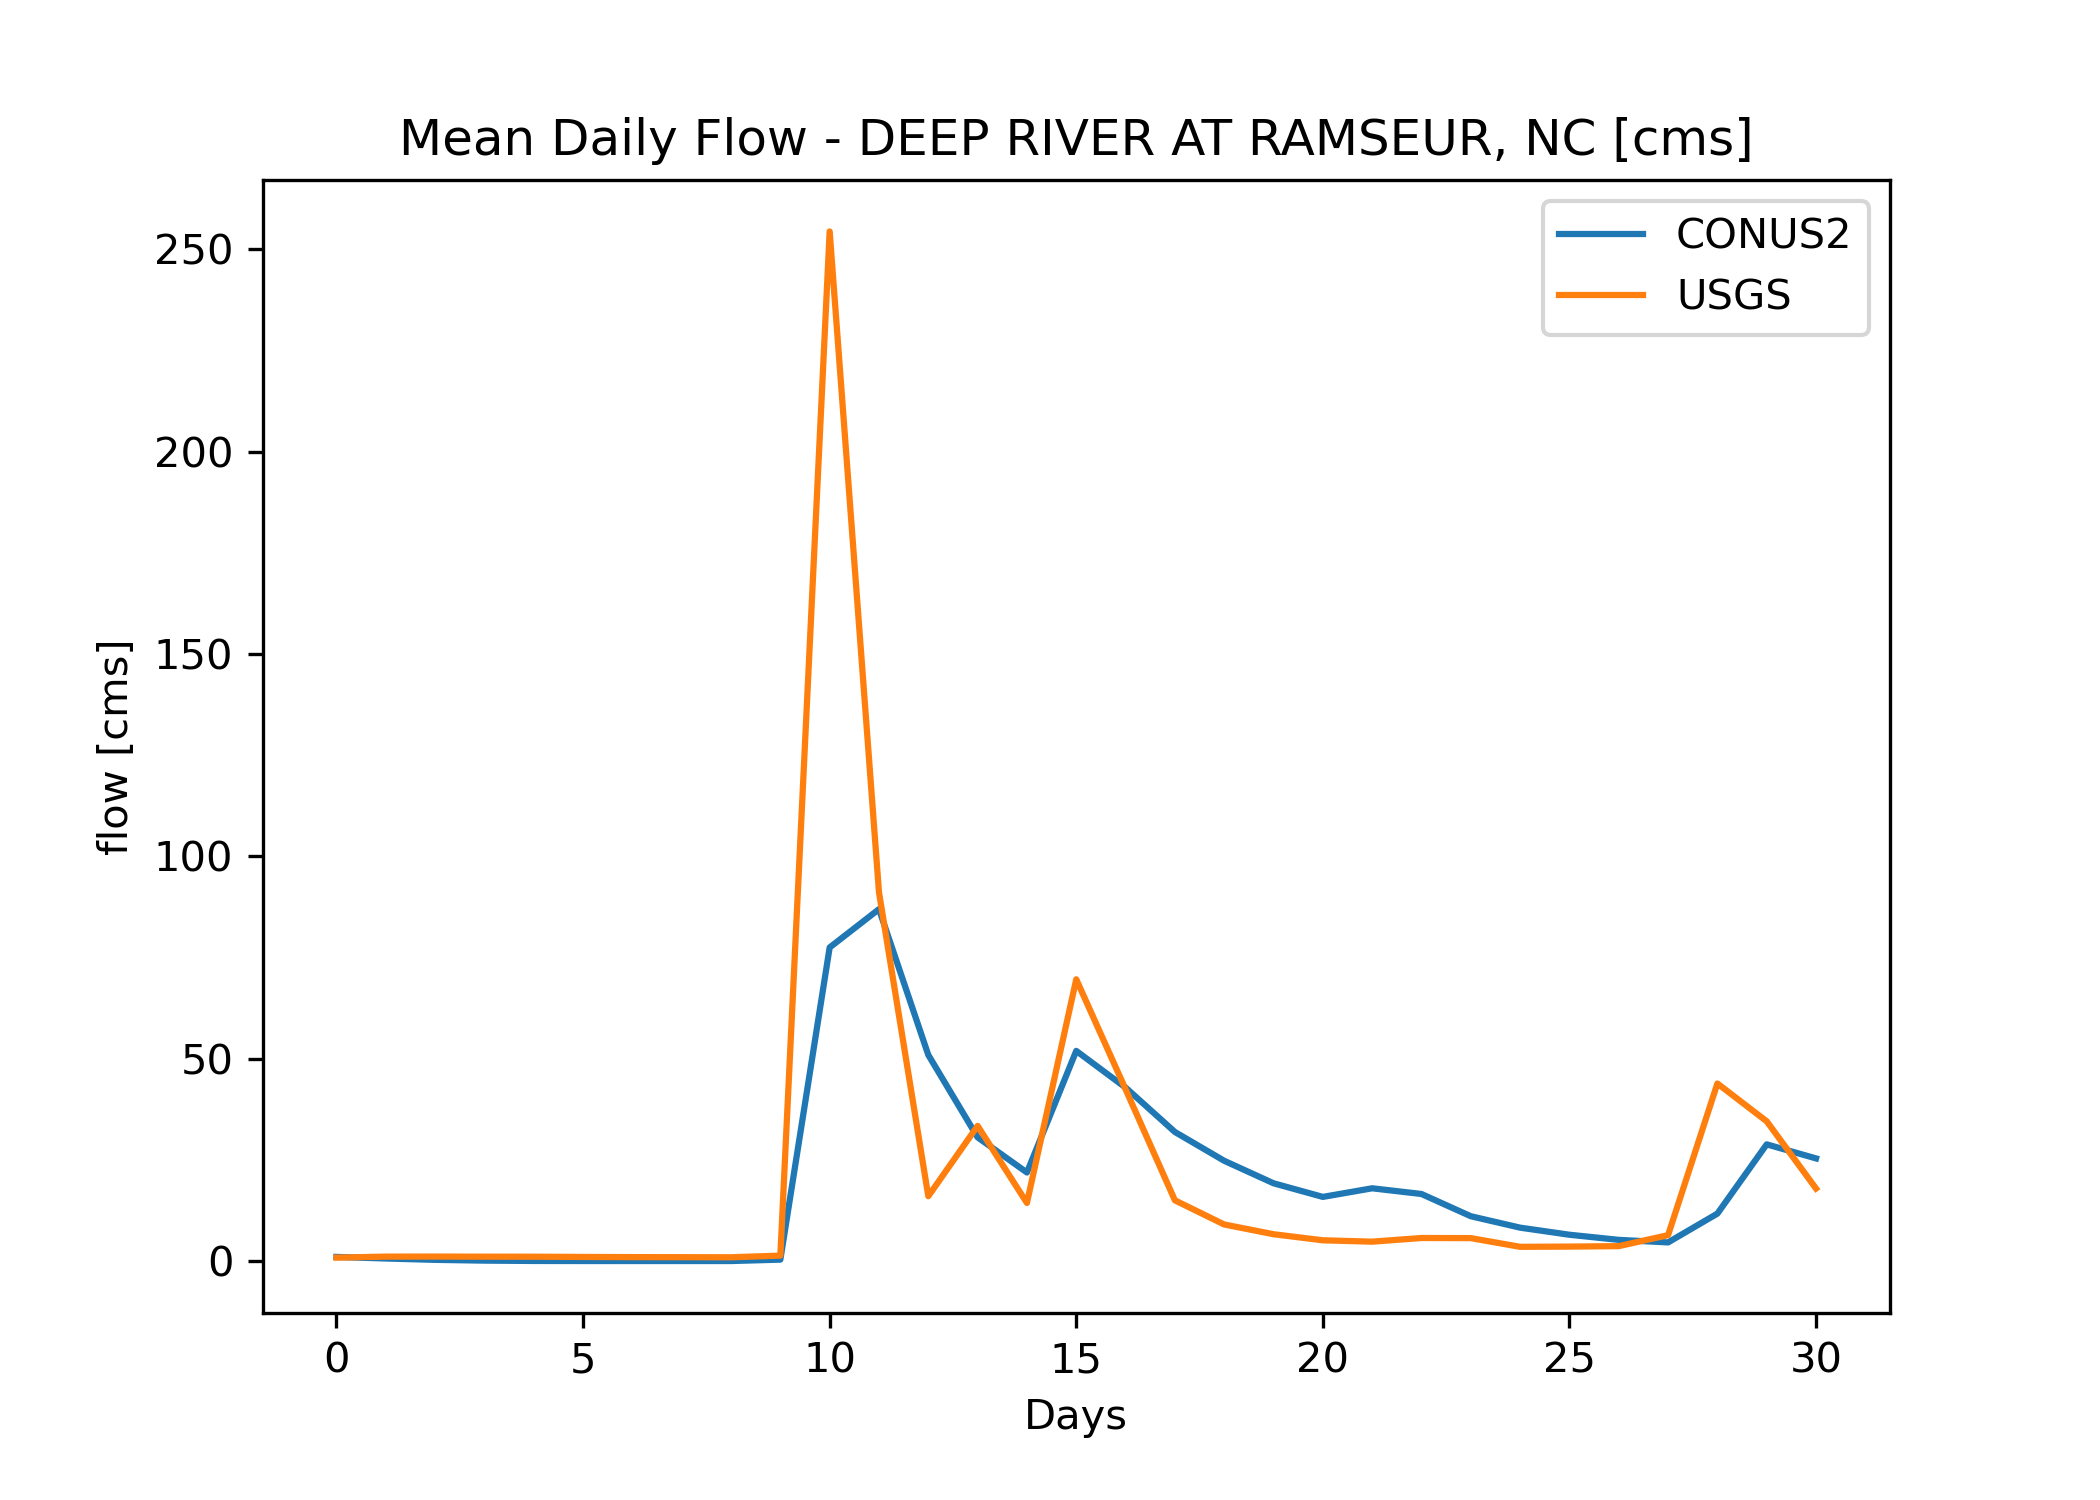 Mean Daily Flow - DEEP RIVER AT RAMSEUR, NC [cms]
CONUS2
USGS
flow [cms]
250
200
150
100
50
0
0 5 10 15 20 25 30
Days